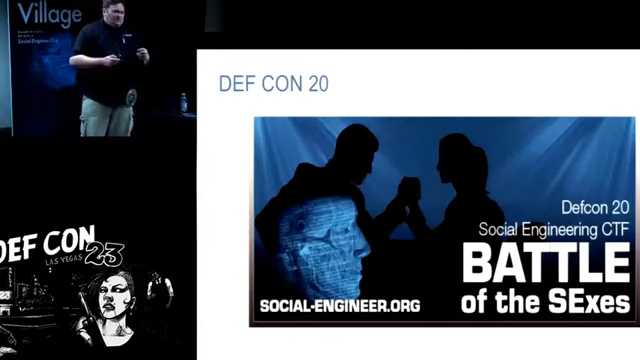 Village
Social-Engineer.Org
DEF CON 20
Defcon 20
Social Engineering CTF
BATTLE
of the SExes
SOCIAL-ENGINEER.ORG
DEF CON 23
LAS VEGAS